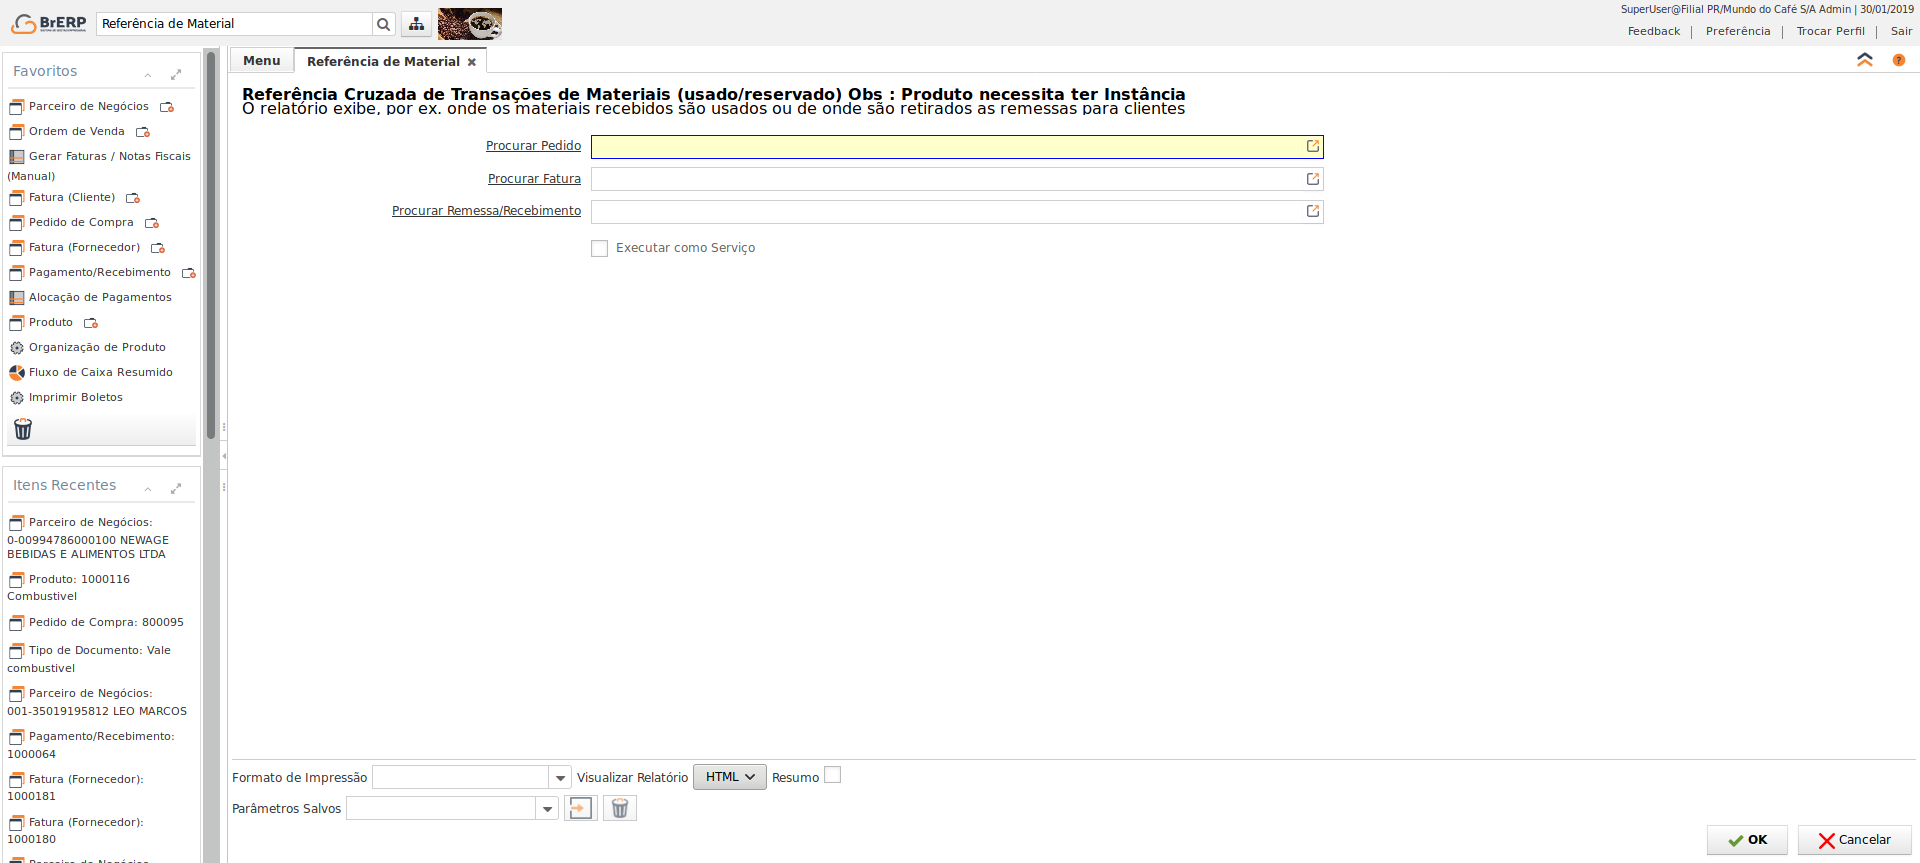 BrERP
Referência de Material
SuperUser@Filial PR/Mundo do Café S/A Admin | 30/01/2019
Feedback | Preferência | Trocar Perfil | Sair
Favoritos
Parceiro de Negócios
Ordem de Venda
Gerar Faturas / Notas Fiscais
(Manual)
Fatura (Cliente)
Pedido de Compra
Fatura (Fornecedor)
Pagamento/Recebimento
Alocação de Pagamentos
Produto
Organização de Produto
Fluxo de Caixa Resumido
Imprimir Boletos
Itens Recentes
Parceiro de Negócios:
0-00994786000100 NEWAGE
BEBIDAS E ALIMENTOS LTDA
Produto: 1000116
Combustivel
Pedido de Compra: 800095
Tipo de Documento: Vale
combustivel
Parceiro de Negócios:
001-35019195812 LEO MARCOS
Pagamento/Recebimento:
1000064
Fatura (Fornecedor):
1000181
Fatura (Fornecedor):
1000180
Parceiro de Negócios
Menu
Referência de Material
?
Referência Cruzada de Transações de Materiais (usado/reservado) Obs : Produto necessita ter Instância
O relatório exibe, por ex. onde os materiais recebidos são usados ou de onde são retirados as remessas para clientes
Procurar Pedido
Procurar Fatura
Procurar Remessa/Recebimento
Executar como Serviço
Formato de Impressão
Visualizar Relatório HTML
Resumo
Parâmetros Salvos
OK
Cancelar